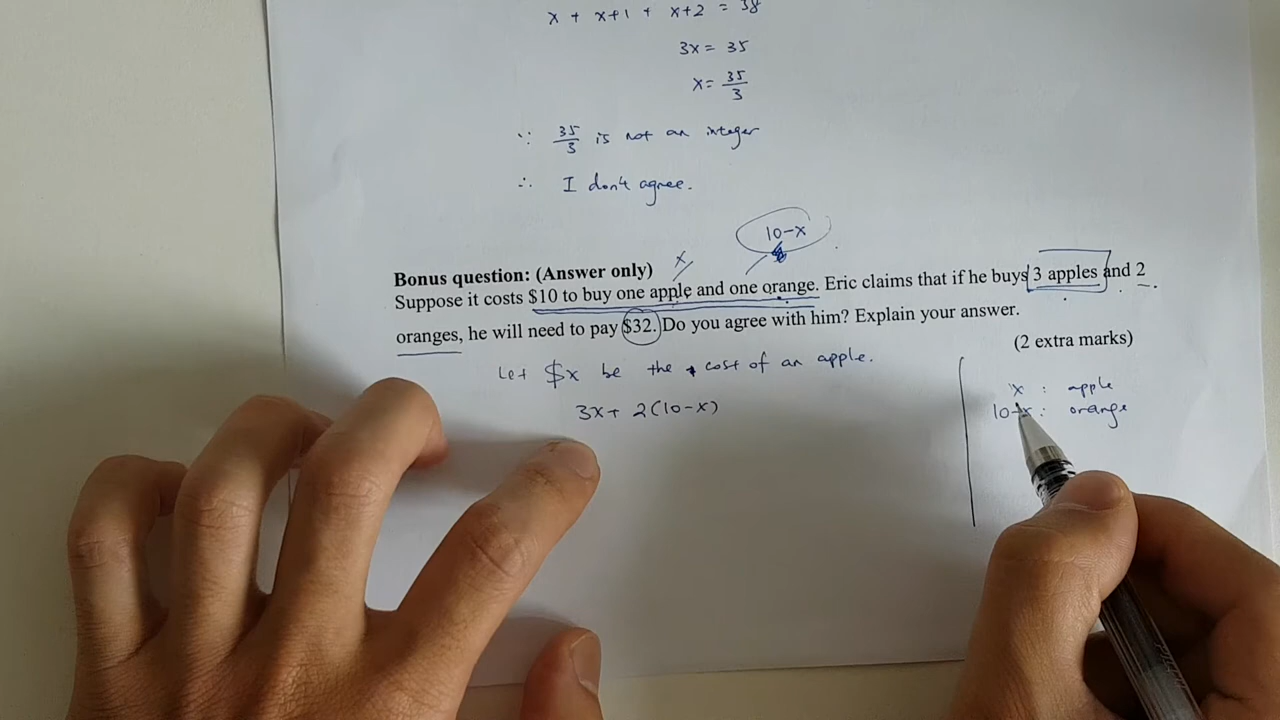 x + x+1 + x+2 = 38
3x = 35
x = 35/3
∵ 35/3 is not an integer
∴ I don't agree.
10-x
x
Bonus question: (Answer only)
Suppose it costs $10 to buy one apple and one orange. Eric claims that if he buys 3 apples and 2
oranges, he will need to pay $32. Do you agree with him? Explain your answer.
(2 extra marks)
Let $x be the cost of an apple.
3x + 2(10-x)
x : apple
10-x : orange